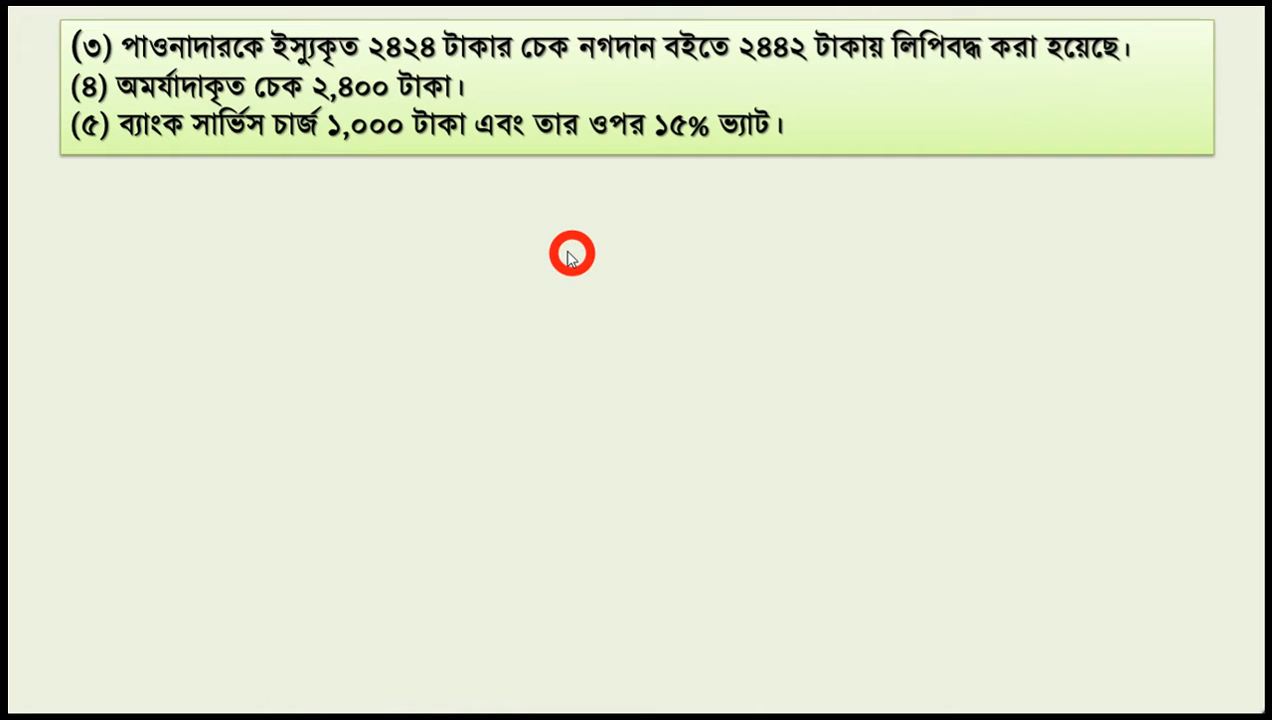 (৩) পাওনাদারকে ইস্যুকৃত ২৪২৪ টাকার চেক নগদান বইতে ২৪৪২ টাকায় লিপিবদ্ধ করা হয়েছে।
(৪) অমর্যাদাকৃত চেক ২,৪০০ টাকা।
(৫) ব্যাংক সার্ভিস চার্জ ১,০০০ টাকা এবং তার ওপর ১৫% ভ্যাট।